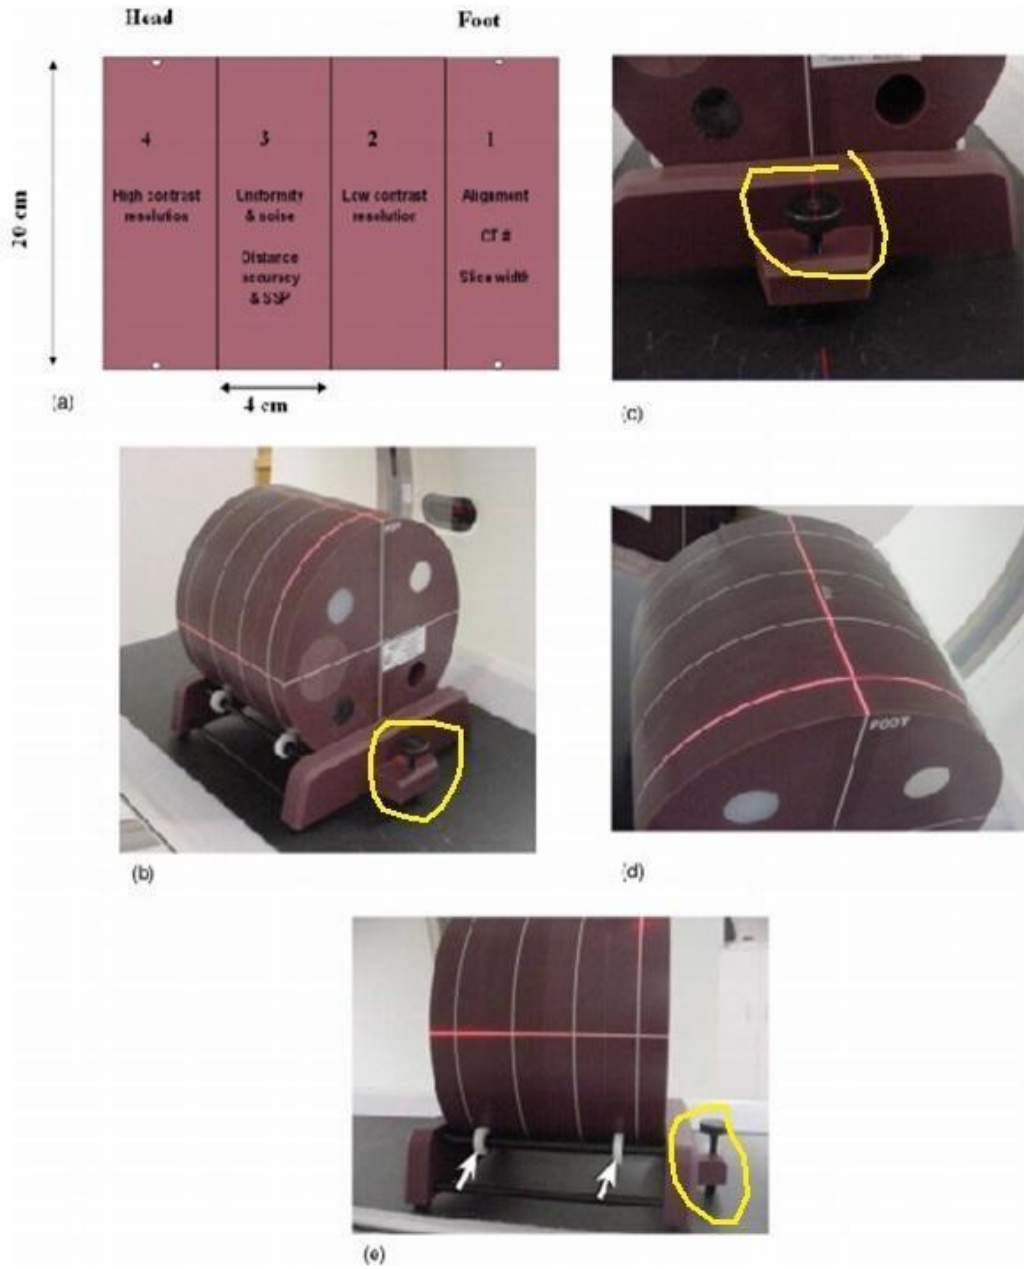 Head
Foot
20 cm
4
High contrast
resolution
3
Uniformity
& noise
Distance
accuracy
& SSP
2
Low contrast
resolution
1
Alignment
CT #
Slice width
4 cm
(a)
(c)
FOOT
(b)
FOOT
(d)
(e)